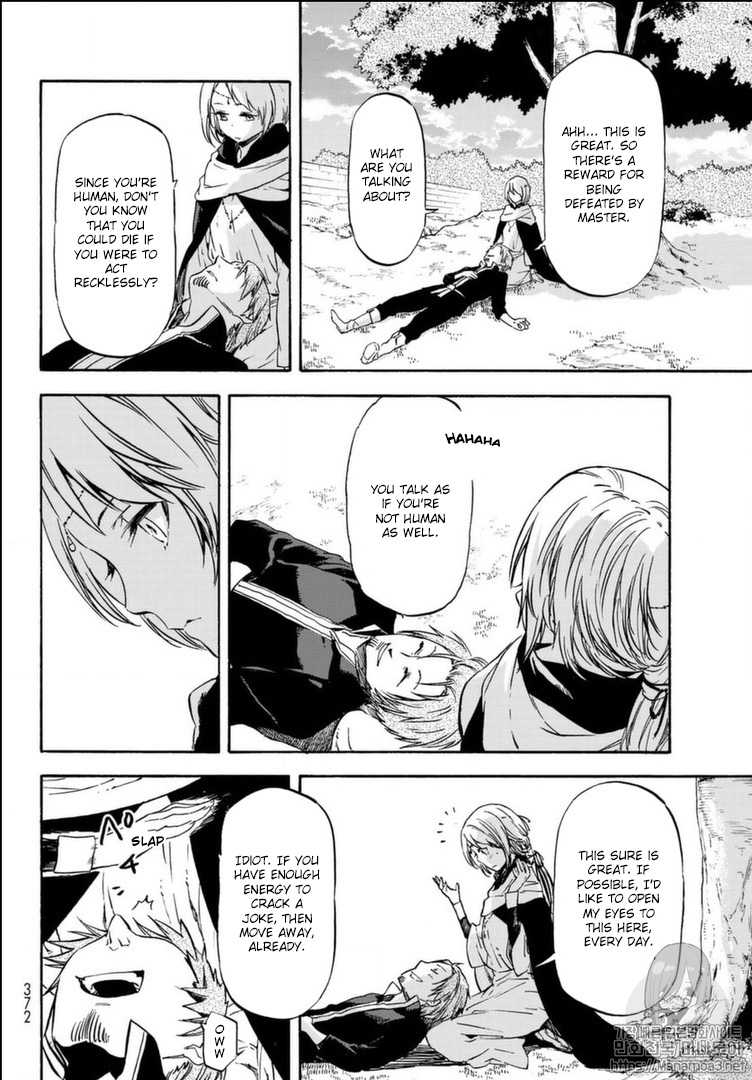 AHH... THIS IS
GREAT. SO
THERE'S A
REWARD FOR
BEING
DEFEATED BY
MASTER.
WHAT
ARE YOU
TALKING
ABOUT?
SINCE YOU'RE
HUMAN, DON'T
YOU KNOW
THAT YOU
COULD DIE IF
YOU WERE TO
ACT
RECKLESSLY?
HAHAHA
YOU TALK AS
IF YOU'RE
NOT HUMAN
AS WELL.
THIS SURE IS
GREAT. IF
POSSIBLE, I'D
LIKE TO OPEN
MY EYES TO
THIS HERE,
EVERY DAY.
IDIOT. IF YOU
HAVE ENOUGH
ENERGY TO
CRACK A
JOKE, THEN
MOVE AWAY,
ALREADY.
SLAP
OWW
372
https://manamoa3.net